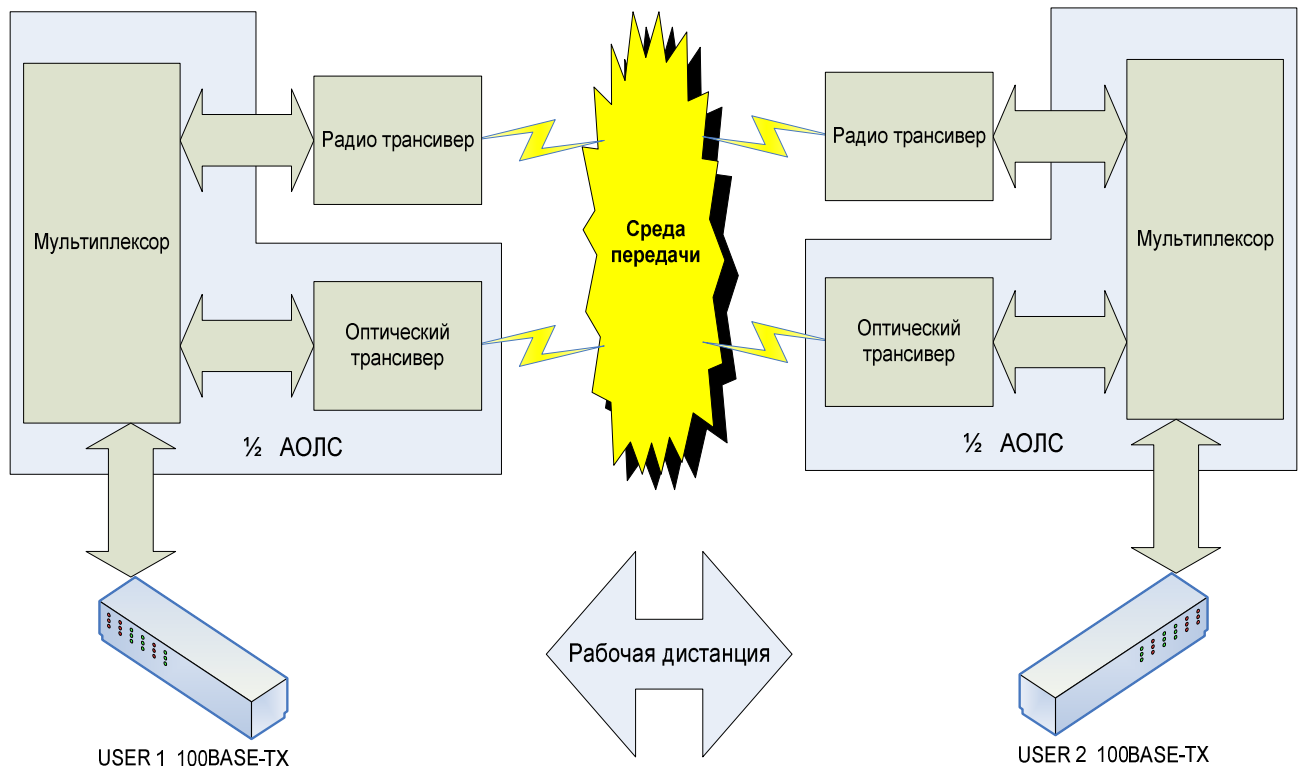 Мультиплексор
Радио трансивер
Оптический
трансивер
½ АОЛС
Среда
передачи
Радио трансивер
Оптический
трансивер
Мультиплексор
½ АОЛС
Рабочая дистанция
USER 1 100BASE-TX
USER 2 100BASE-TX